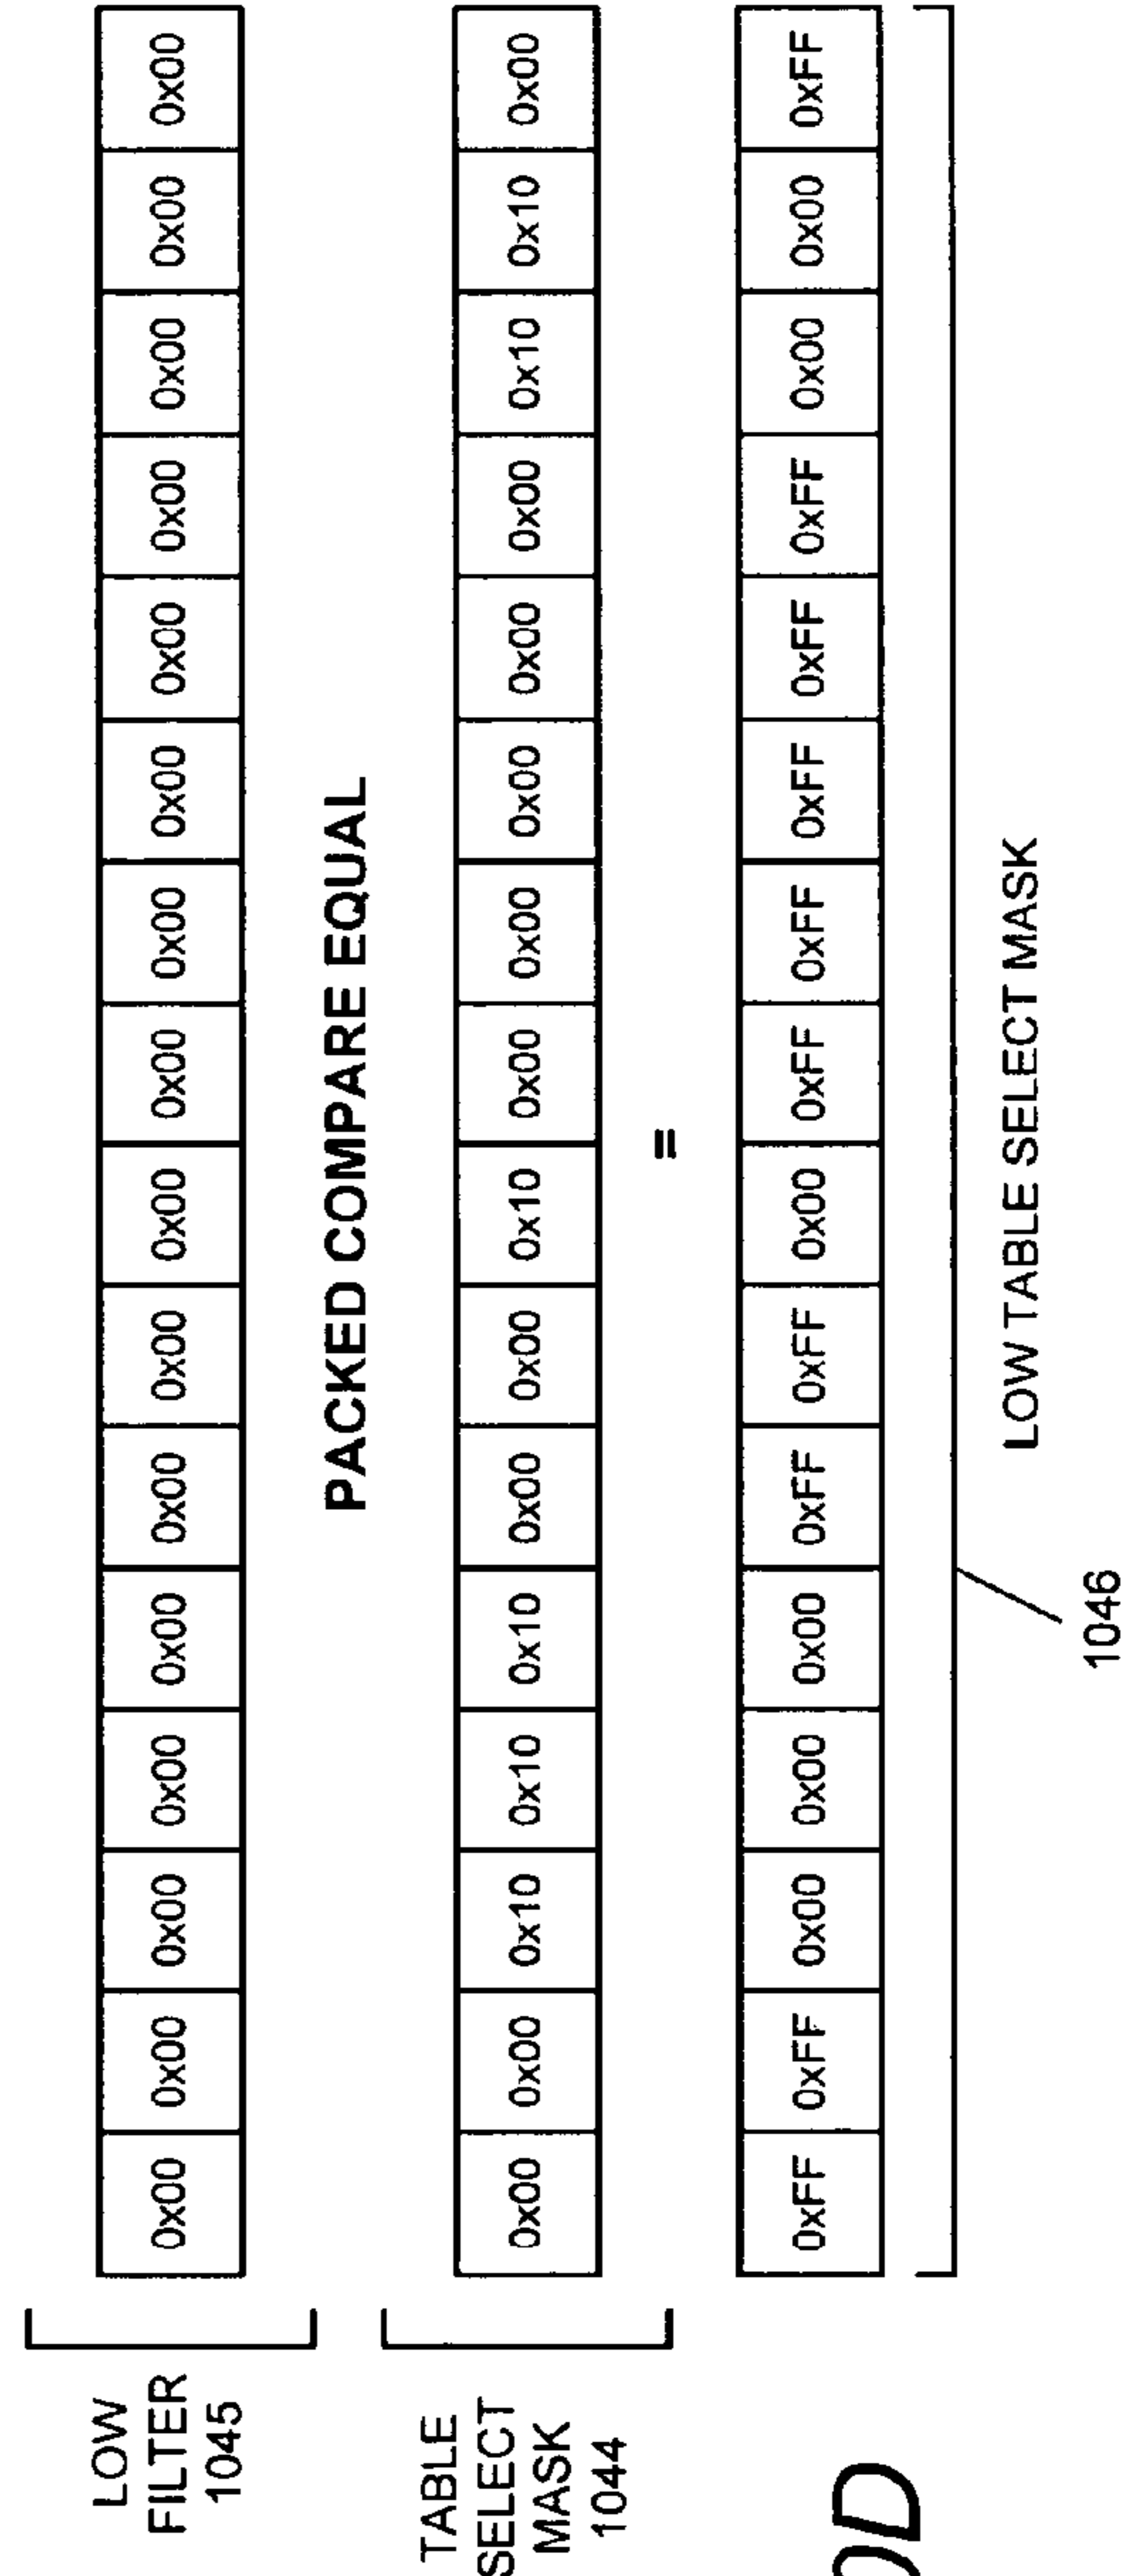 LOW
FILTER
1045
0x00 0x00 0x00 0x00 0x00 0x00 0x00 0x00 0x00 0x00 0x00 0x00 0x00 0x00 0x00 0x00
PACKED COMPARE EQUAL
TABLE
SELECT
MASK
1044
0x00 0x00 0x10 0x10 0x10 0x00 0x00 0x10 0x00 0x00 0x00 0x00 0x00 0x10 0x10 0x00
=
0xFF 0xFF 0x00 0x00 0x00 0xFF 0xFF 0x00 0xFF 0xFF 0xFF 0xFF 0xFF 0x00 0x00 0xFF
LOW TABLE SELECT MASK
1046
0D